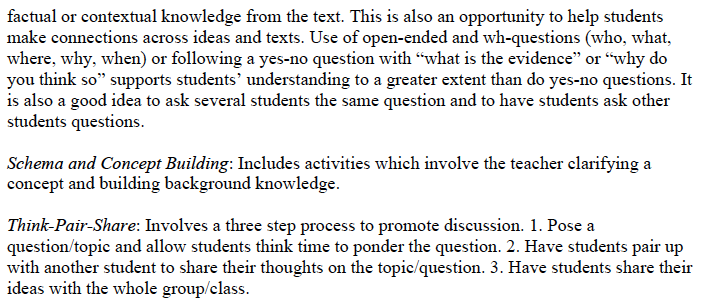 factual or contextual knowledge from the text. This is also an opportunity to help students
make connections across ideas and texts. Use of open-ended and wh-questions (who, what,
where, why, when) or following a yes-no question with “what is the evidence” or “why do
you think so” supports students’ understanding to a greater extent than do yes-no questions. It
is also a good idea to ask several students the same question and to have students ask other
students questions.
Schema and Concept Building: Includes activities which involve the teacher clarifying a
concept and building background knowledge.
Think-Pair-Share: Involves a three step process to promote discussion. 1. Pose a
question/topic and allow students think time to ponder the question. 2. Have students pair up
with another student to share their thoughts on the topic/question. 3. Have students share their
ideas with the whole group/class.